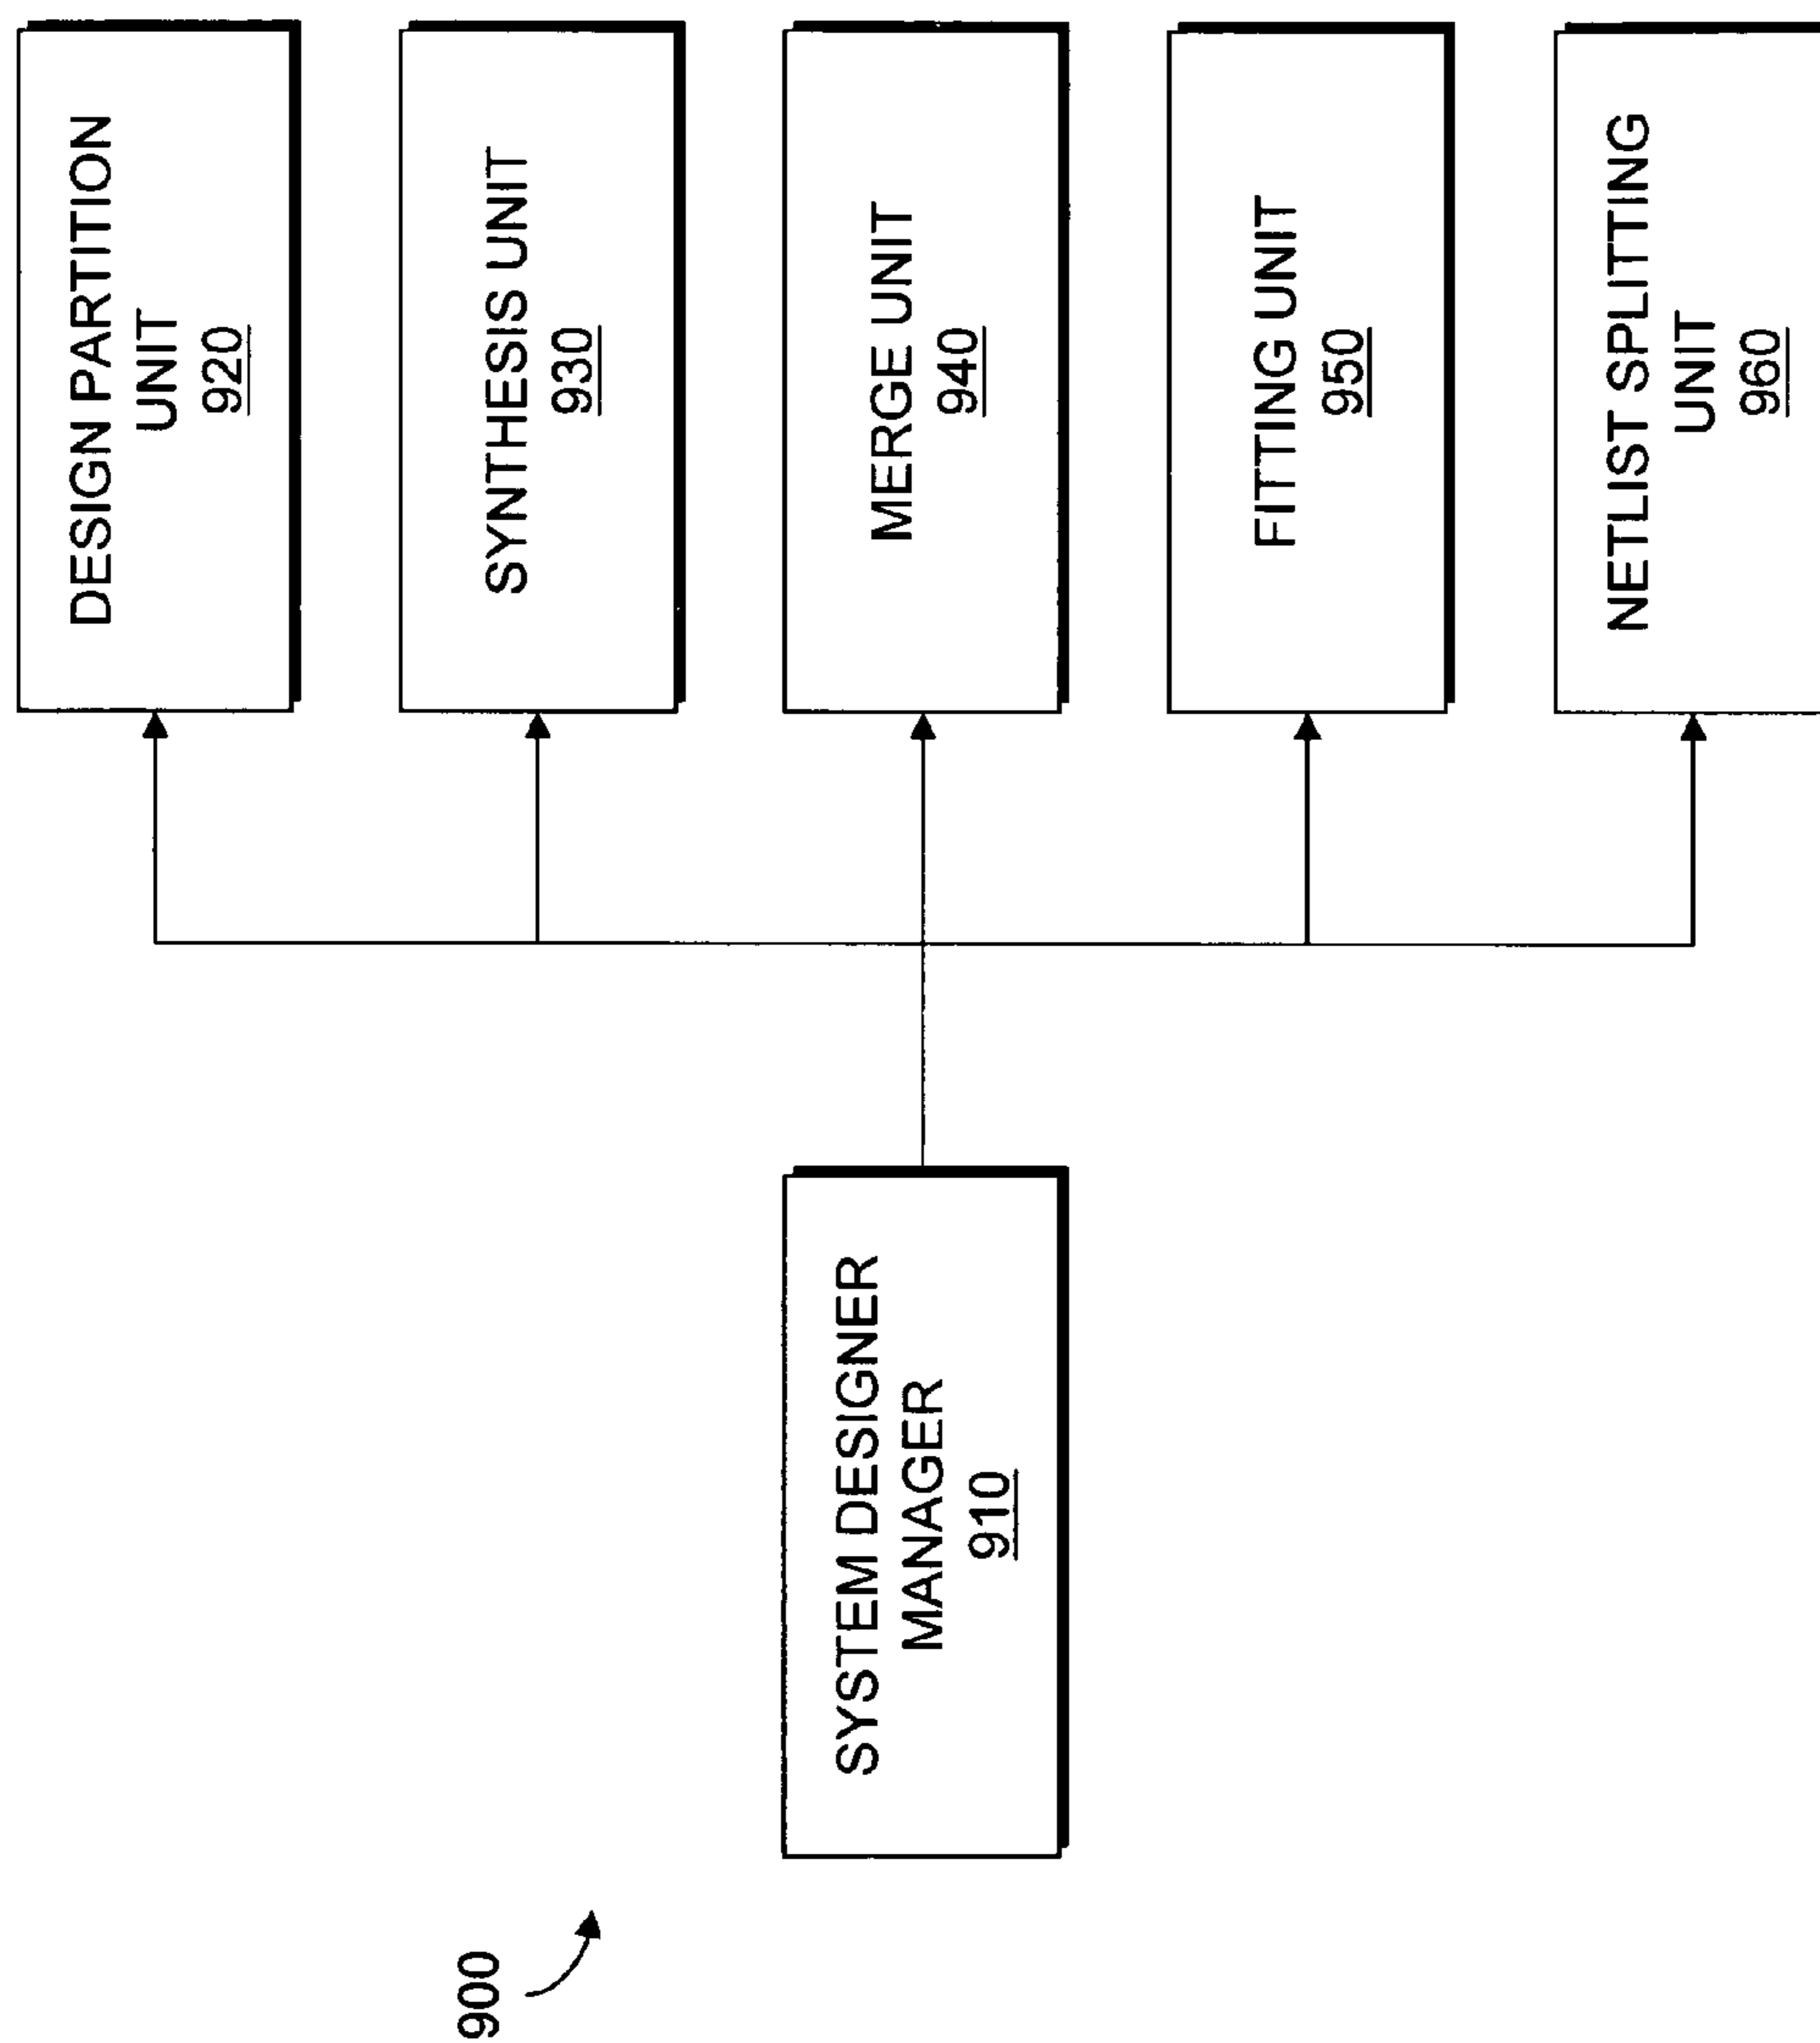 900
SYSTEM DESIGNER
MANAGER
910
DESIGN PARTITION
UNIT
920
SYNTHESIS UNIT
930
MERGE UNIT
940
FITTING UNIT
950
NETLIST SPLITTING
UNIT
960